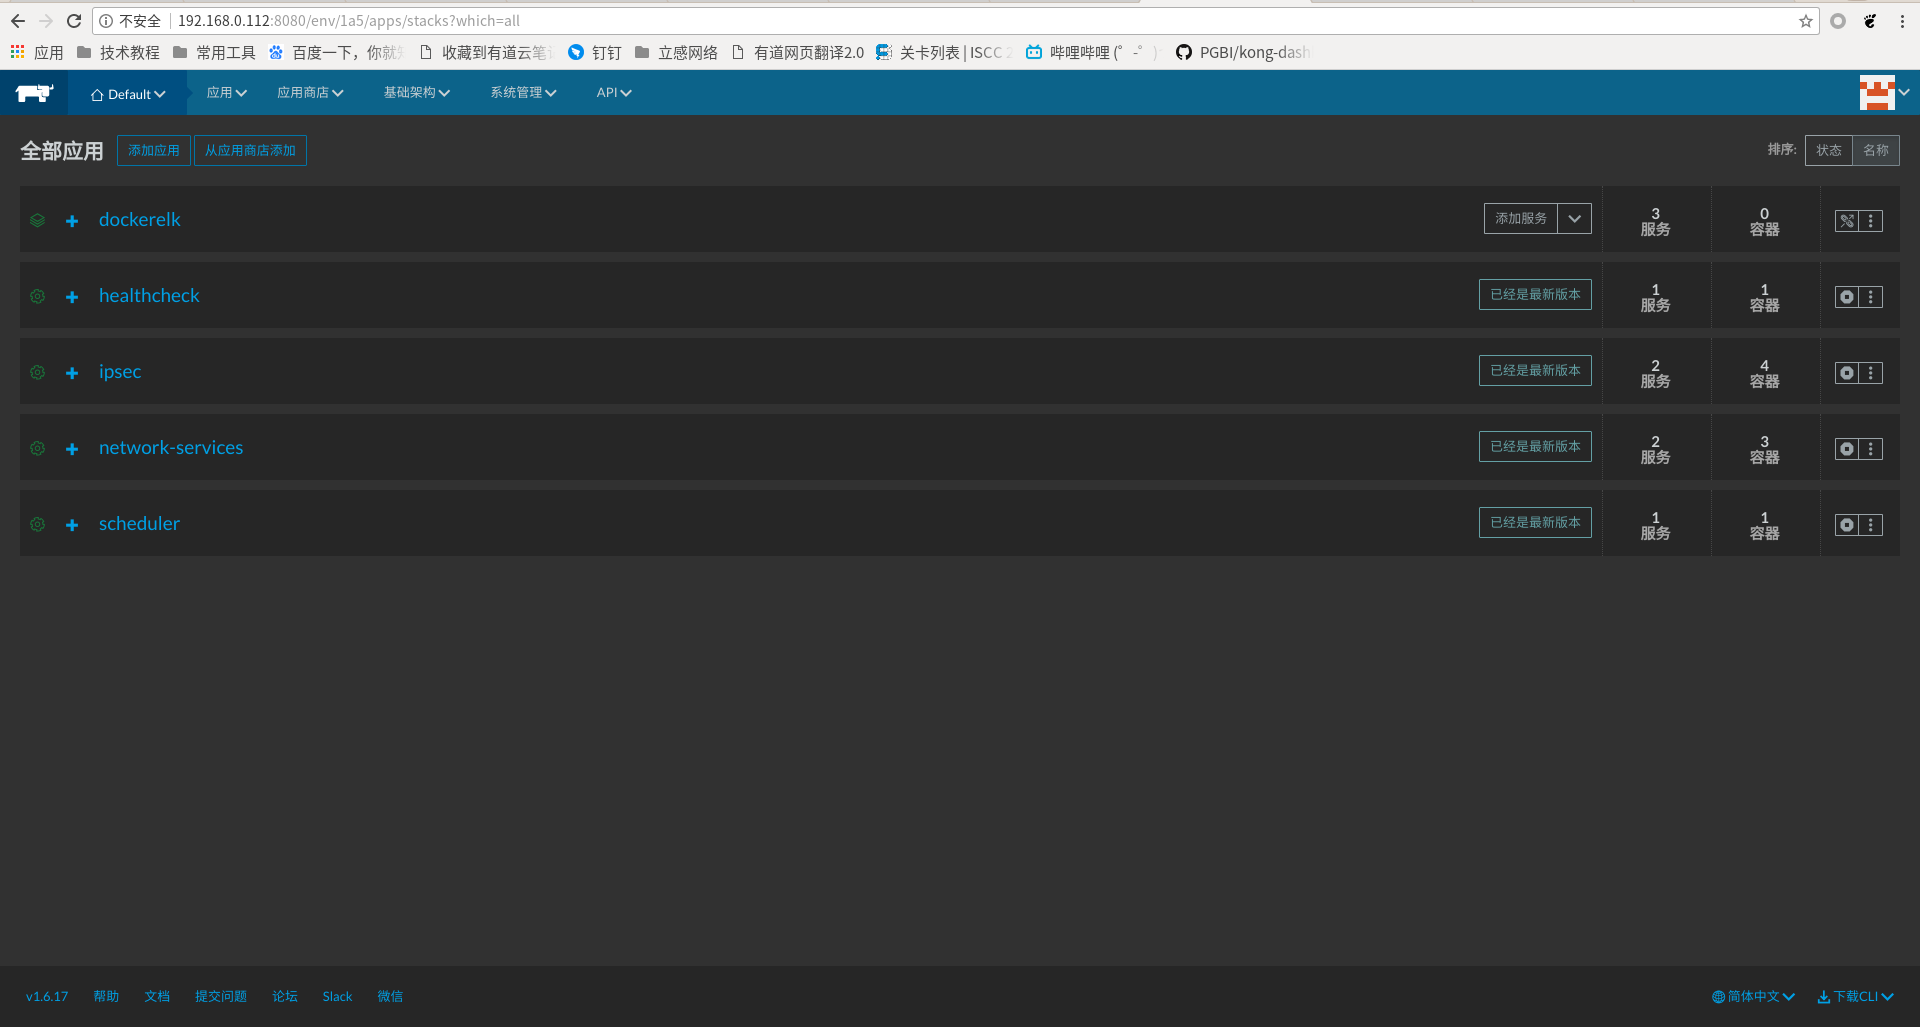 不安全 192.168.0.112:8080/env/1a5/apps/stacks?which=all
应用 技术教程 常用工具 百度一下，你就 收藏到有道云笔 钉钉 立感网络 有道网页翻译2.0 关卡列表 | ISCC 2 哔哩哔哩 (゜-゜) PGBI/kong-dash
Default 应用 应用商店 基础架构 系统管理 API
全部应用 添加应用 从应用商店添加 排序: 状态 名称
dockerelk 添加服务 3 服务 0 容器
healthcheck 已经是最新版本 1 服务 1 容器
ipsec 已经是最新版本 2 服务 4 容器
network-services 已经是最新版本 2 服务 3 容器
scheduler 已经是最新版本 1 服务 1 容器
v1.6.17 帮助 文档 提交问题 论坛 Slack 微信 简体中文 下载CLI